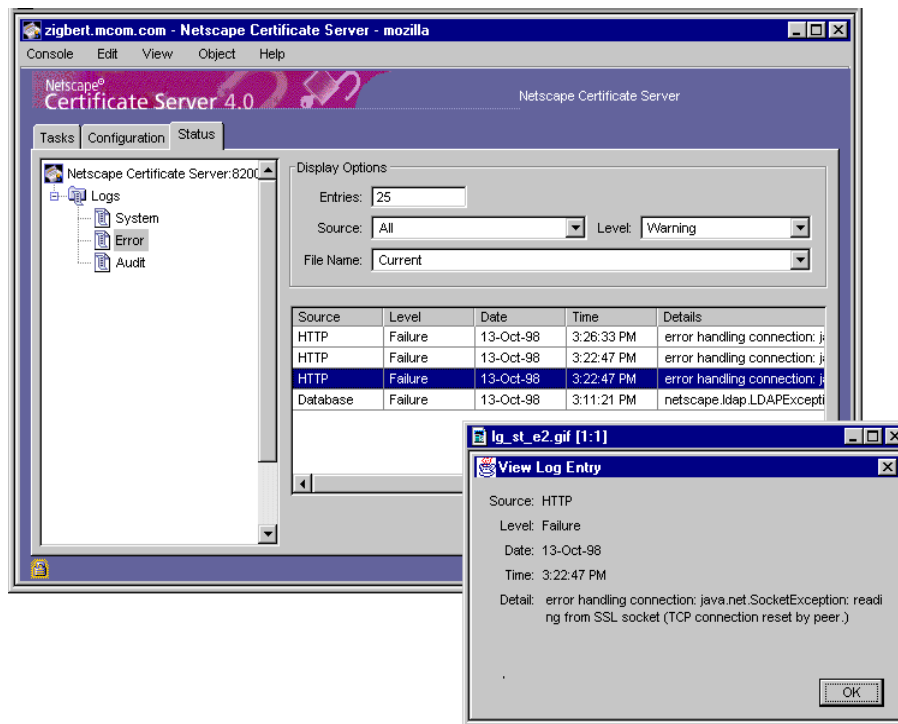 zigbert.mcom.com - Netscape Certificate Server - mozilla
Console Edit View Object Help
Netscape®
Certificate Server 4.0
Netscape Certificate Server
Tasks Configuration Status
Netscape Certificate Server:8200
Logs
System
Error
Audit
Display Options
Entries: 25
Source: All Level: Warning
File Name: Current
Source Level Date Time Details
HTTP Failure 13-Oct-98 3:26:33 PM error handling connection: j
HTTP Failure 13-Oct-98 3:22:47 PM error handling connection: j
HTTP Failure 13-Oct-98 3:22:47 PM error handling connection: j
Database Failure 13-Oct-98 3:11:21 PM netscape.ldap.LDAPExcepti
lg_st_e2.gif [1:1]
View Log Entry
Source: HTTP
Level: Failure
Date: 13-Oct-98
Time: 3:22:47 PM
Detail: error handling connection: java.net.SocketException: readi
ng from SSL socket (TCP connection reset by peer.)
.
OK